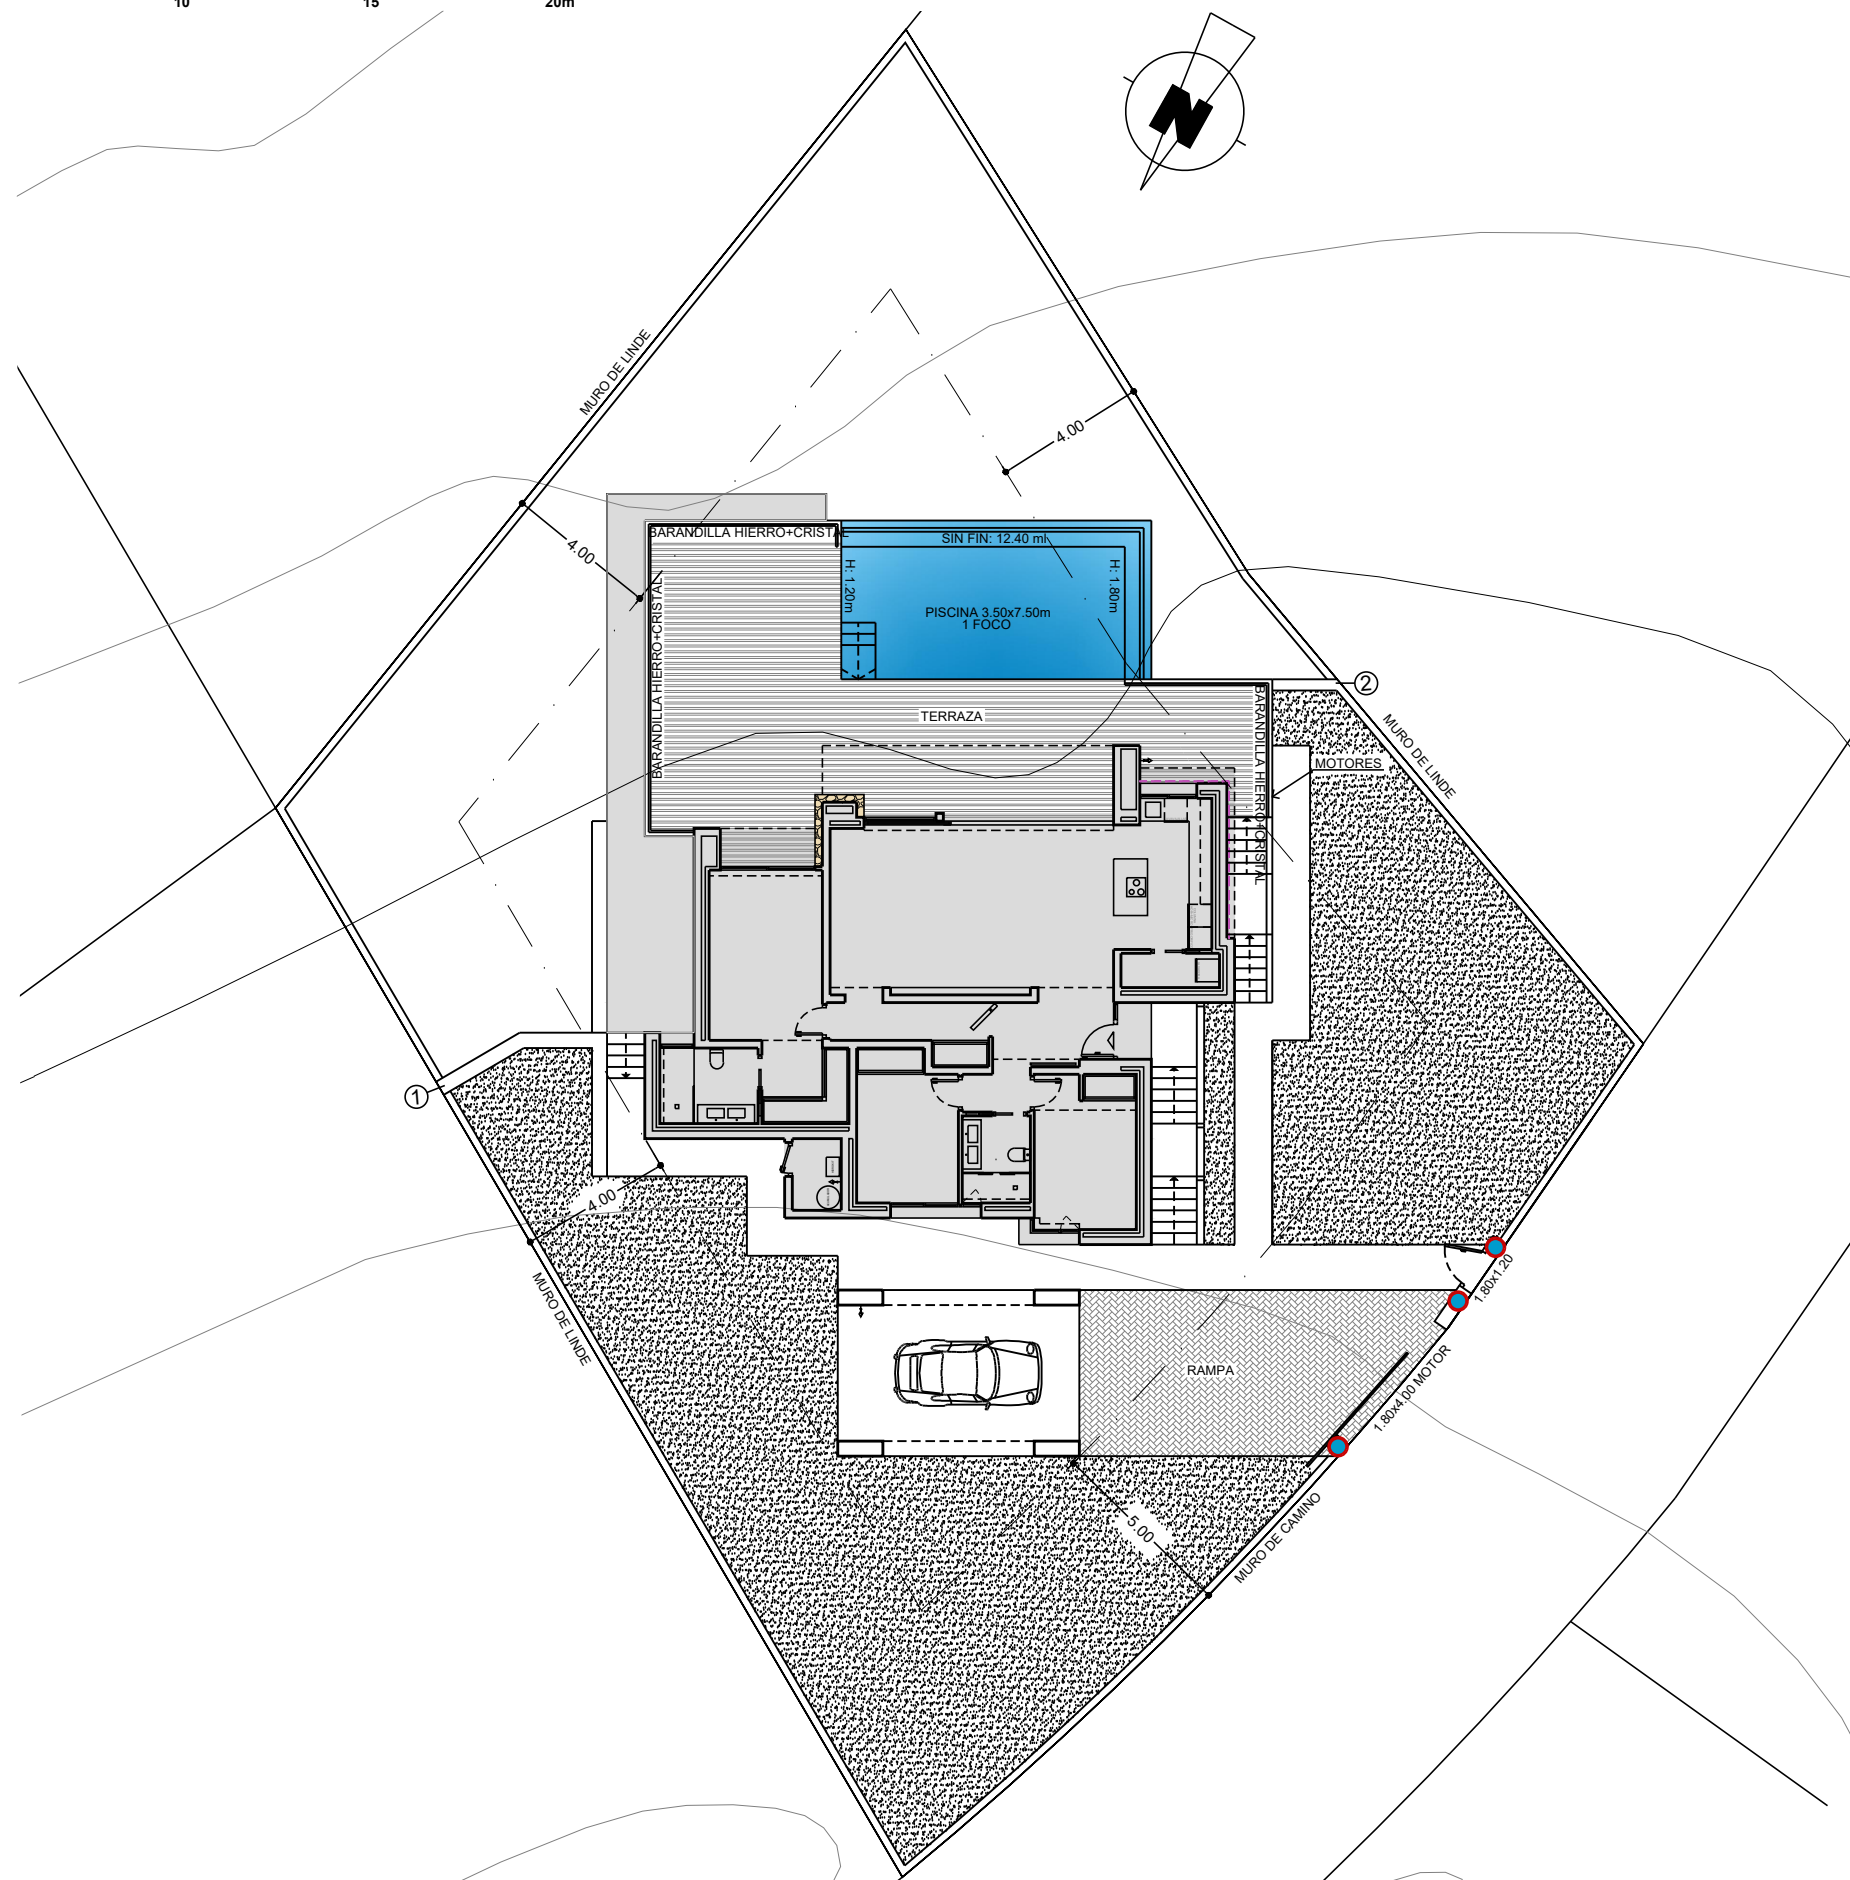 10 15 20m
N
MURO DE LINDE
4.00
4.00
BARANDILLA HIERRO+CRISTAL
SIN FIN: 12.40 ml
H: 1.20m
H: 1.80m
PISCINA 3.50x7.50m
1 FOCO
BARANDILLA HIERRO+CRISTAL
2
TERRAZA
BARANDILLA HIERRO+CRISTAL
MURO DE LINDE
MOTORES
1
4.00
MURO DE LINDE
1.80x1.20
RAMPA
1.80x4.00 MOTOR
5.00
MURO DE CAMINO